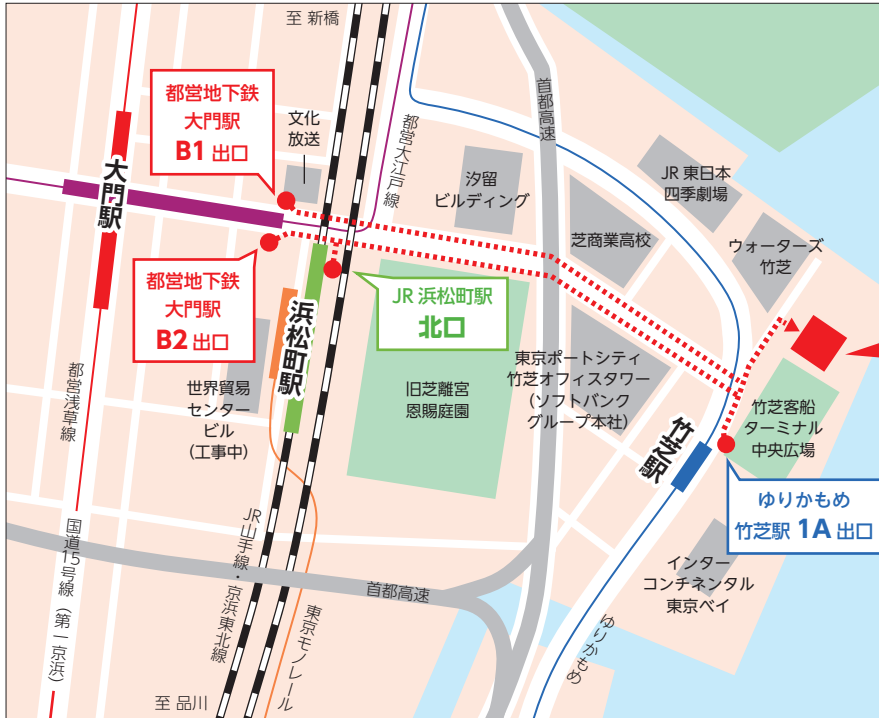 至 新橋
都営地下鉄
大門駅
B1 出口
文化
放送
都営大江戸線
首都高速
汐留
ビルディング
JR 東日本
四季劇場
芝商業高校
ウォーターズ
竹芝
大門駅
都営地下鉄
大門駅
B2 出口
JR 浜松町駅
北口
浜松町駅
世界貿易
センター
ビル
(工事中)
旧芝離宮
恩賜庭園
東京ポートシティ
竹芝オフィスタワー
(ソフトバンク
グループ本社)
竹芝客船
ターミナル
中央広場
竹芝駅
ゆりかもめ
竹芝駅 1A 出口
都営浅草線
国道15号線（第一京浜）
JR山手線・京浜東北線
東京モノレール
首都高速
インター
コンチネンタル
東京ベイ
ゆりかもめ
至 品川